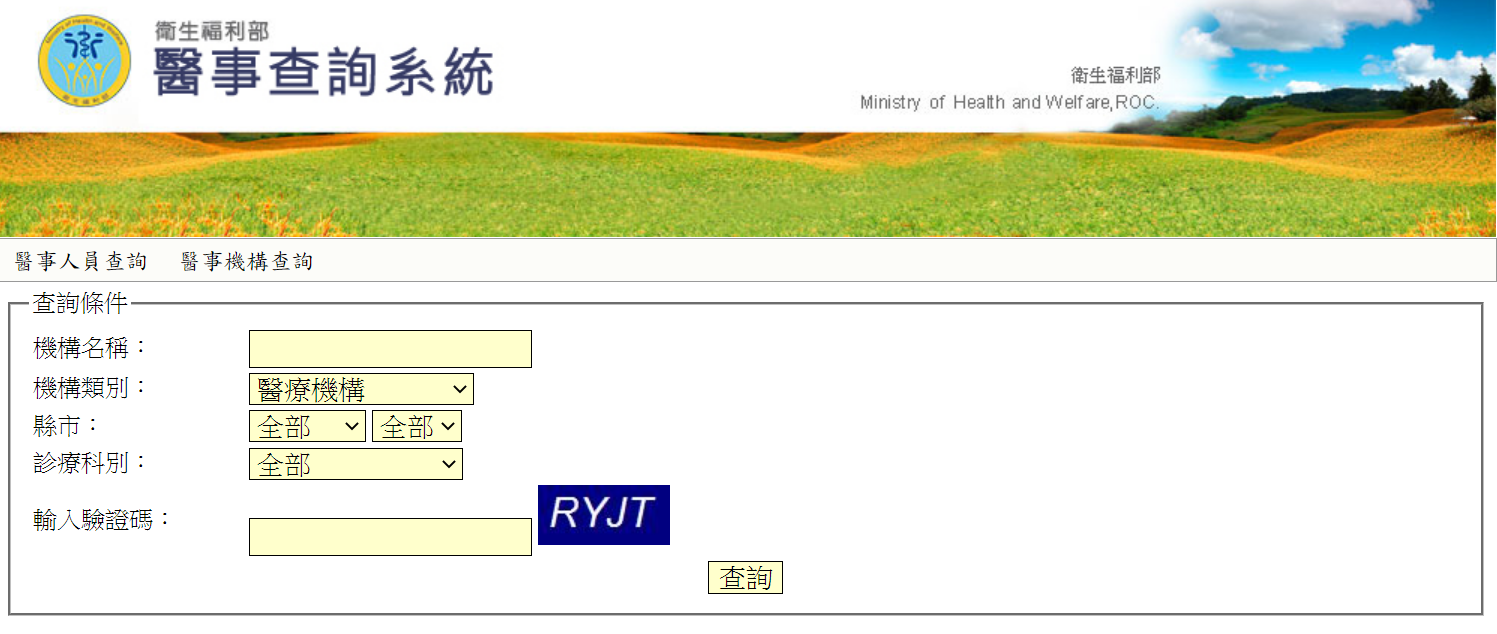 衛生福利部
醫事查詢系統
衛生福利部
Ministry of Health and Welfare,ROC.
醫事人員查詢 醫事機構查詢
查詢條件
機構名稱：
機構類別： 醫療機構
縣市： 全部 全部
診療科別： 全部
輸入驗證碼： RYJT
查詢